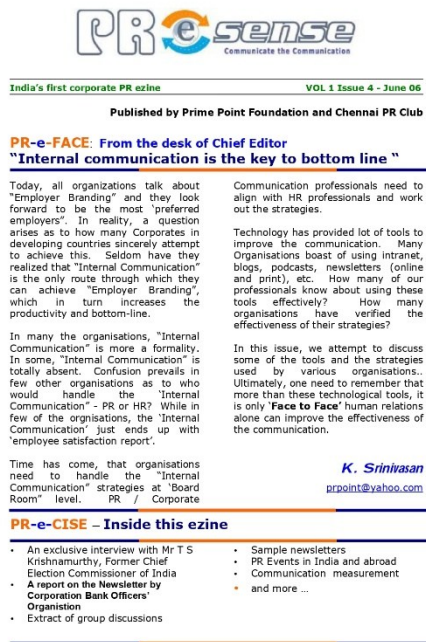 PR e sense
Communicate the Communication
India's first corporate PR ezine
VOL 1 Issue 4 - June 06
Published by Prime Point Foundation and Chennai PR Club
PR-e-FACE: From the desk of Chief Editor
"Internal communication is the key to bottom line "
Today, all organizations talk about
"Employer Branding" and they look
forward to be the most 'preferred
employers". In reality, a question
arises as to how many Corporates in
developing countries sincerely attempt
to achieve this. Seldom have they
realized that "Internal Communication"
is the only route through which they
can achieve "Employer Branding",
which in turn increases the
productivity and bottom-line.
In many the organisations, "Internal
Communication" is more a formality.
In some, "Internal Communication" is
totally absent. Confusion prevails in
few other organisations as to who
would handle the 'Internal
Communication" - PR or HR? While in
few of the orgnisations, the 'Internal
Communication' just ends up with
'employee satisfaction report'.
Time has come, that organisations
need to handle the "Internal
Communication" strategies at 'Board
Room" level. PR / Corporate
Communication professionals need to
align with HR professionals and work
out the strategies.
Technology has provided lot of tools to
improve the communication. Many
Organisations boast of using intranet,
blogs, podcasts, newsletters (online
and print), etc. How many of our
professionals know about using these
tools effectively? How many
organisations have verified the
effectiveness of their strategies?
In this issue, we attempt to discuss
some of the tools and the strategies
used by various organisations..
Ultimately, one need to remember that
more than these technological tools, it
is only 'Face to Face' human relations
alone can improve the effectiveness of
the communication.
K. Srinivasan
prpoint@yahoo.com
PR-e-CISE – Inside this ezine
• An exclusive interview with Mr T S
Krishnamurthy, Former Chief
Election Commissioner of India
• A report on the Newsletter by
Corporation Bank Officers'
Organistion
• Extract of group discussions
• Sample newsletters
• PR Events in India and abroad
• Communication measurement
• and more ...